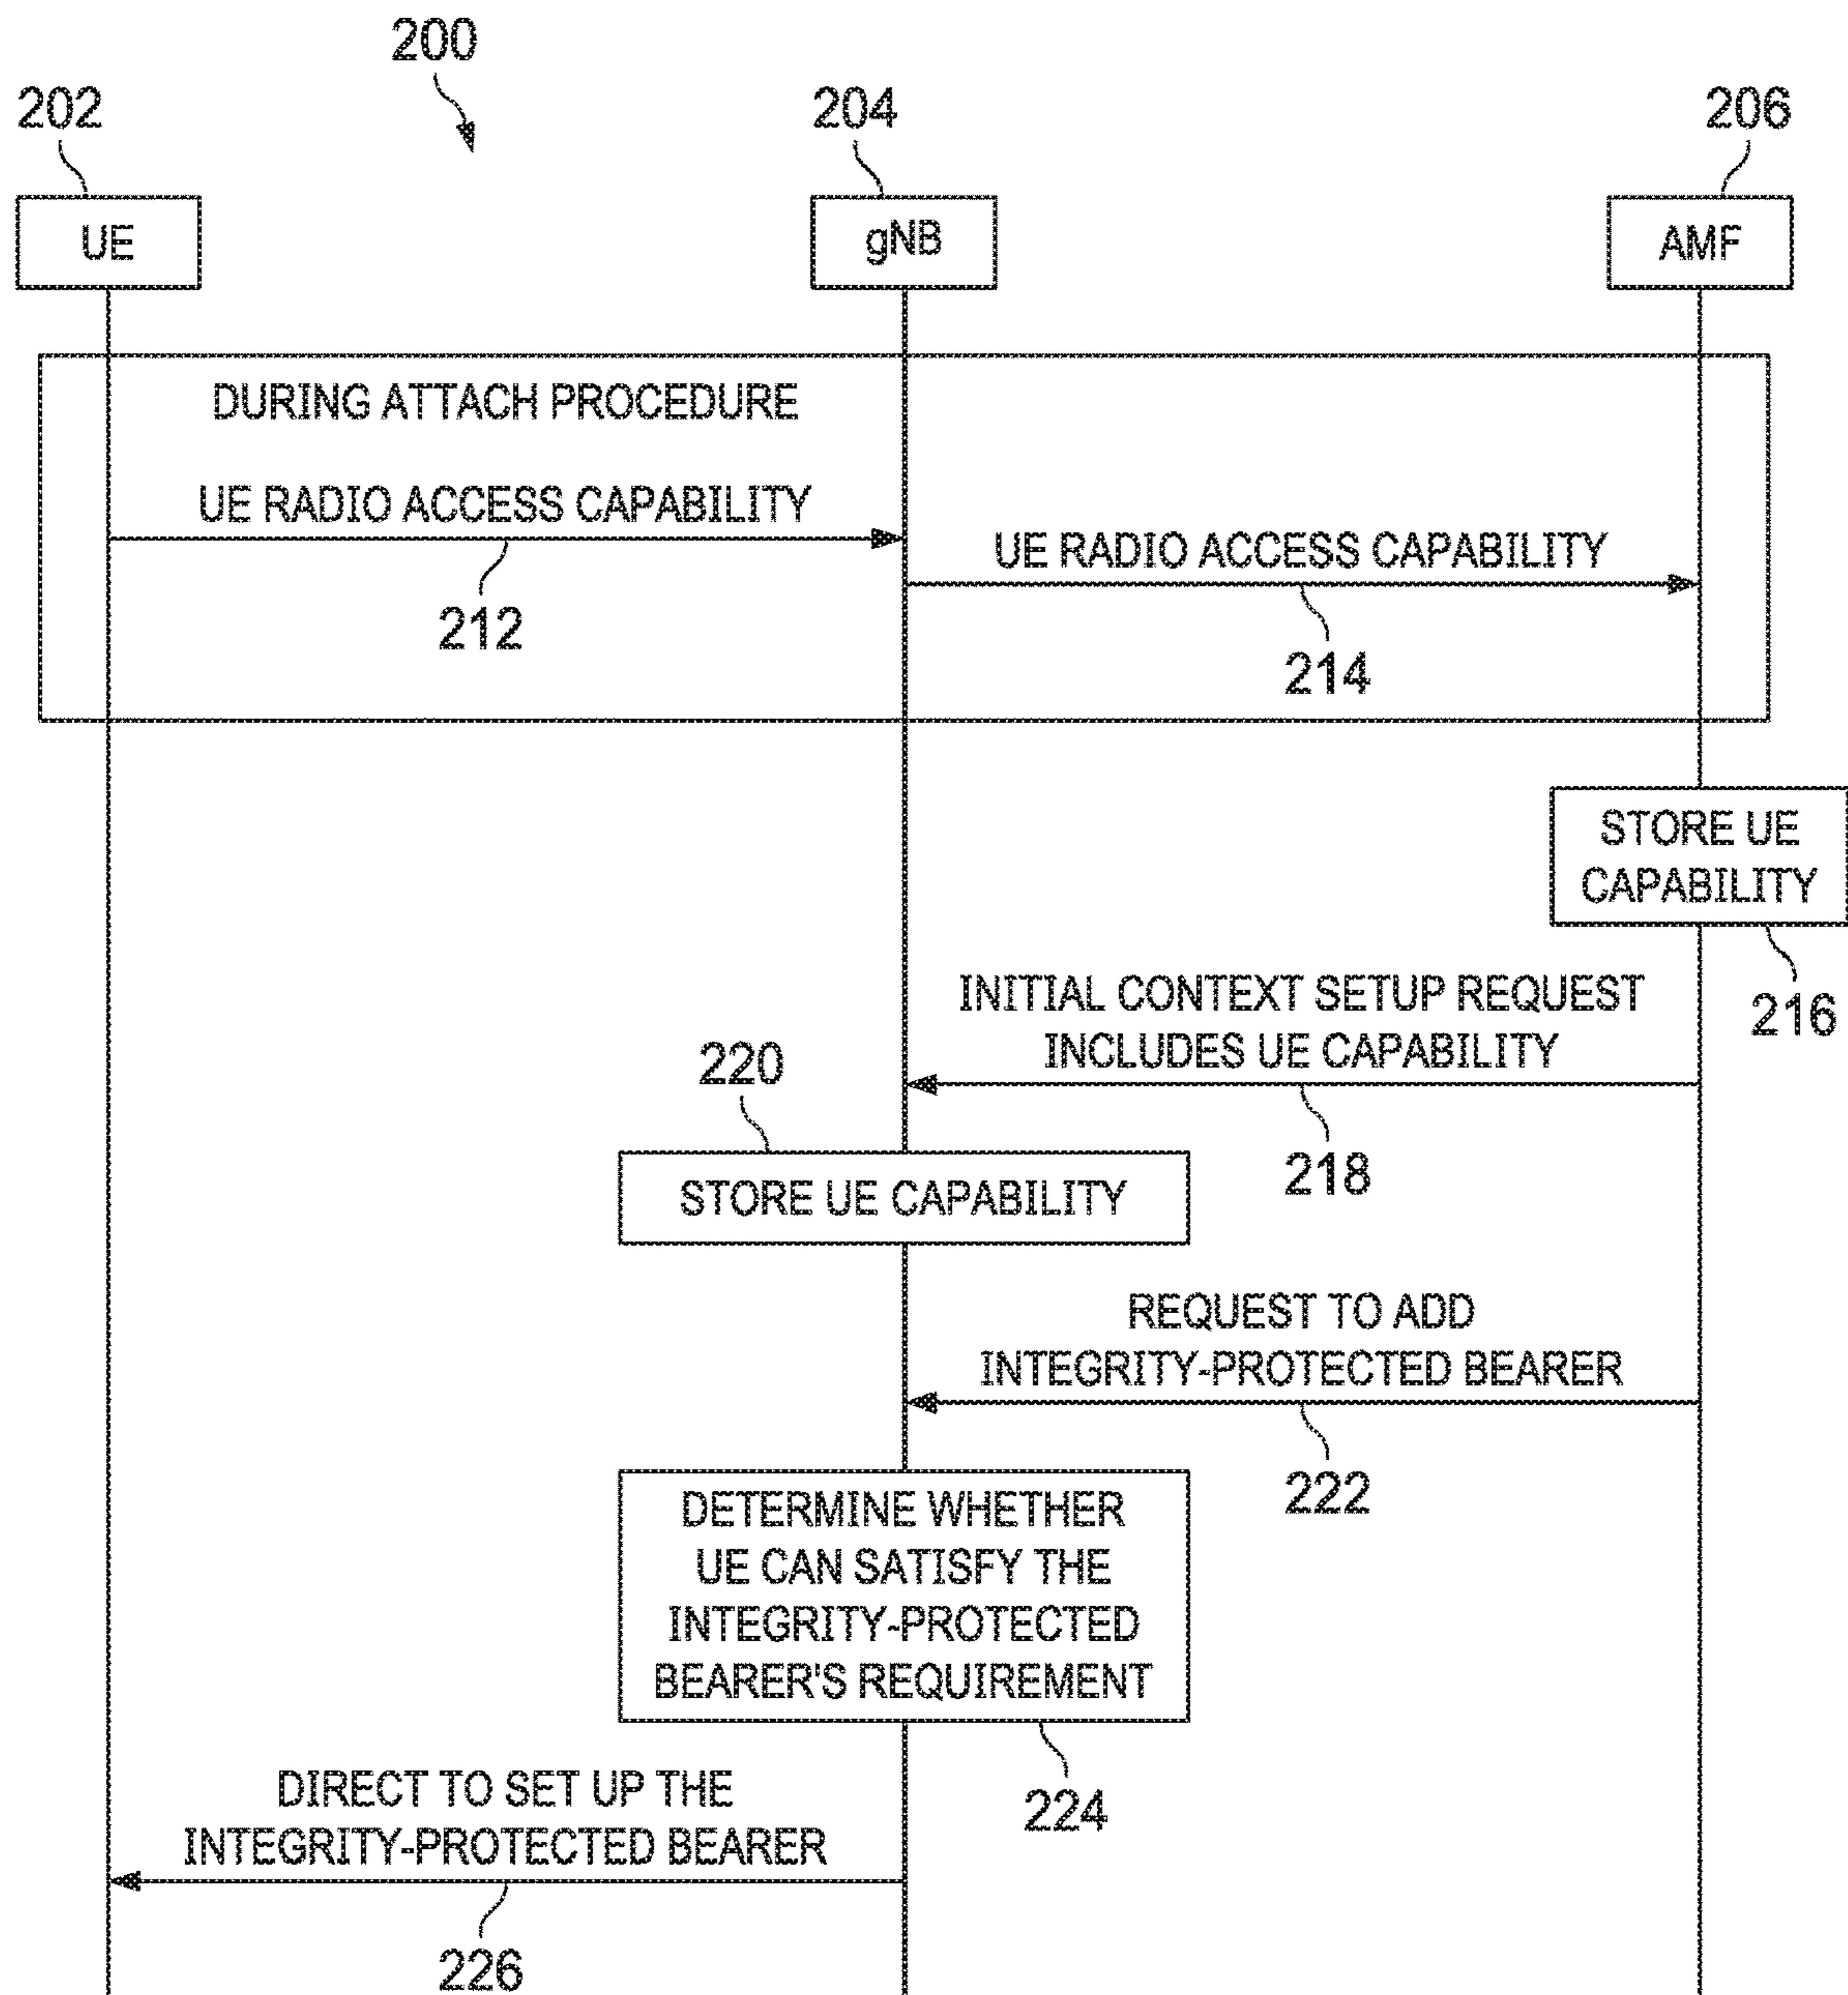 200
202
204
206
UE
gNB
AMF
DURING ATTACH PROCEDURE
UE RADIO ACCESS CAPABILITY
212
UE RADIO ACCESS CAPABILITY
214
STORE UE
CAPABILITY
216
INITIAL CONTEXT SETUP REQUEST
INCLUDES UE CAPABILITY
218
220
STORE UE CAPABILITY
REQUEST TO ADD
INTEGRITY-PROTECTED BEARER
222
DETERMINE WHETHER
UE CAN SATISFY THE
INTEGRITY-PROTECTED
BEARER'S REQUIREMENT
224
DIRECT TO SET UP THE
INTEGRITY-PROTECTED BEARER
226